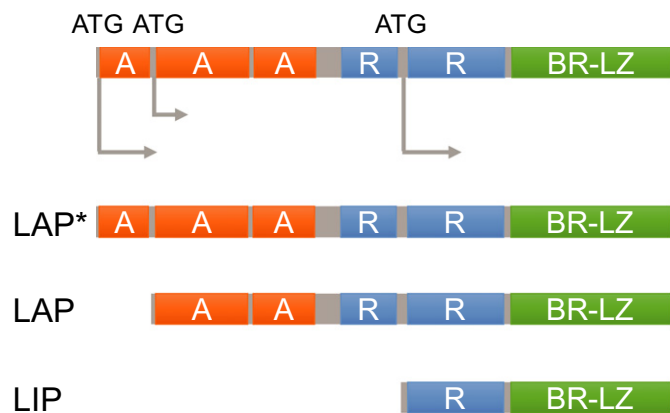 ATG ATG ATG
A A A R R BR-LZ
LAP* A A A R R BR-LZ
LAP A A R R BR-LZ
LIP R BR-LZ